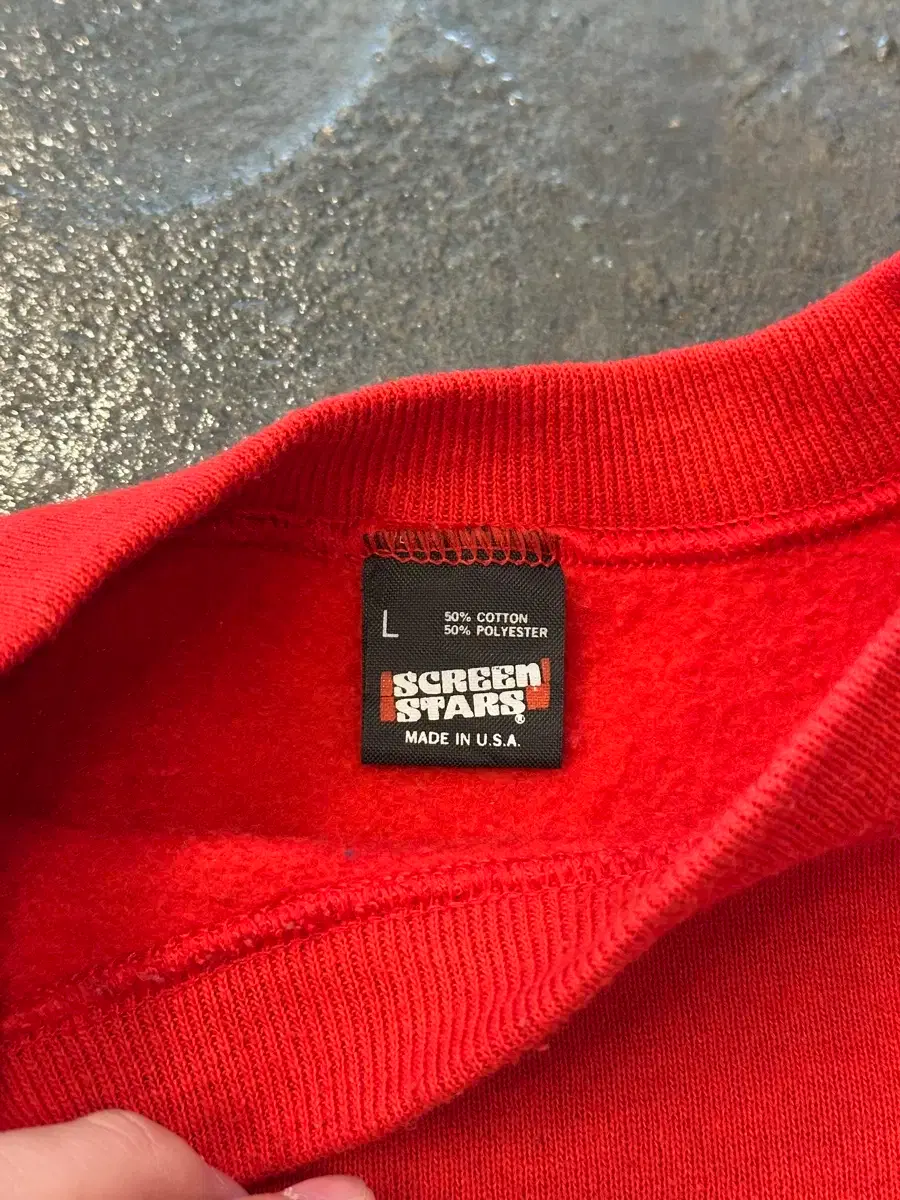 L
50% COTTON
50% POLYESTER
SCREEN
STARS®
MADE IN U.S.A.